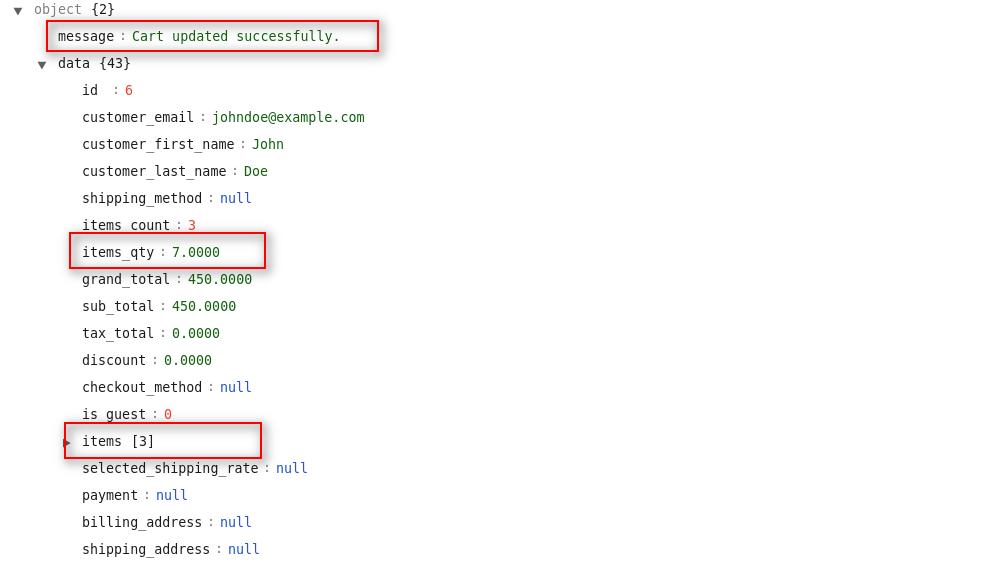 object {2}
message : Cart updated successfully.
data {43}
id : 6
customer_email : johndoe@example.com
customer_first_name : John
customer_last_name : Doe
shipping_method : null
items_count : 3
items_qty : 7.0000
grand_total : 450.0000
sub_total : 450.0000
tax_total : 0.0000
discount : 0.0000
checkout_method : null
is_guest : 0
items [3]
selected_shipping_rate : null
payment : null
billing_address : null
shipping_address : null